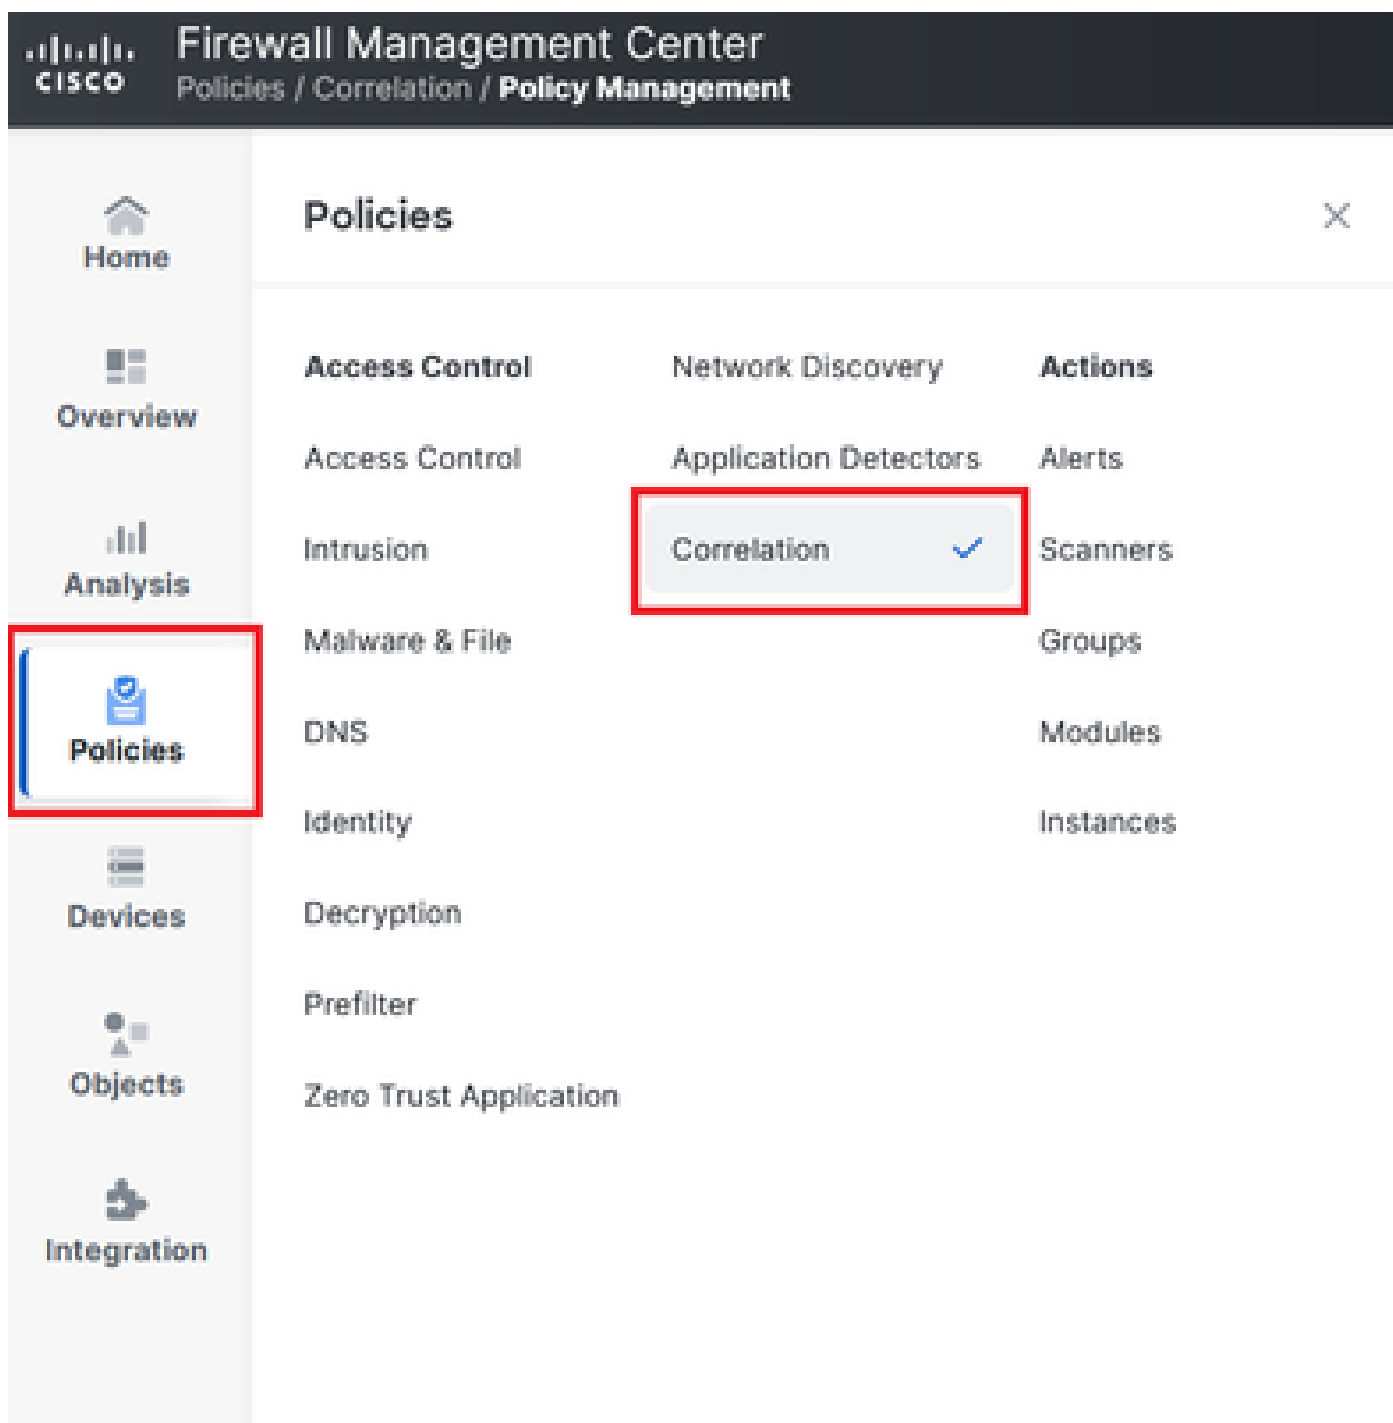 CISCO
Firewall Management Center
Policies / Correlation / Policy Management
Home
Overview
Analysis
Policies
Devices
Objects
Integration
Policies
Access Control
Access Control
Intrusion
Malware & File
DNS
Identity
Decryption
Prefilter
Zero Trust Application
Network Discovery
Application Detectors
Correlation
Actions
Alerts
Scanners
Groups
Modules
Instances